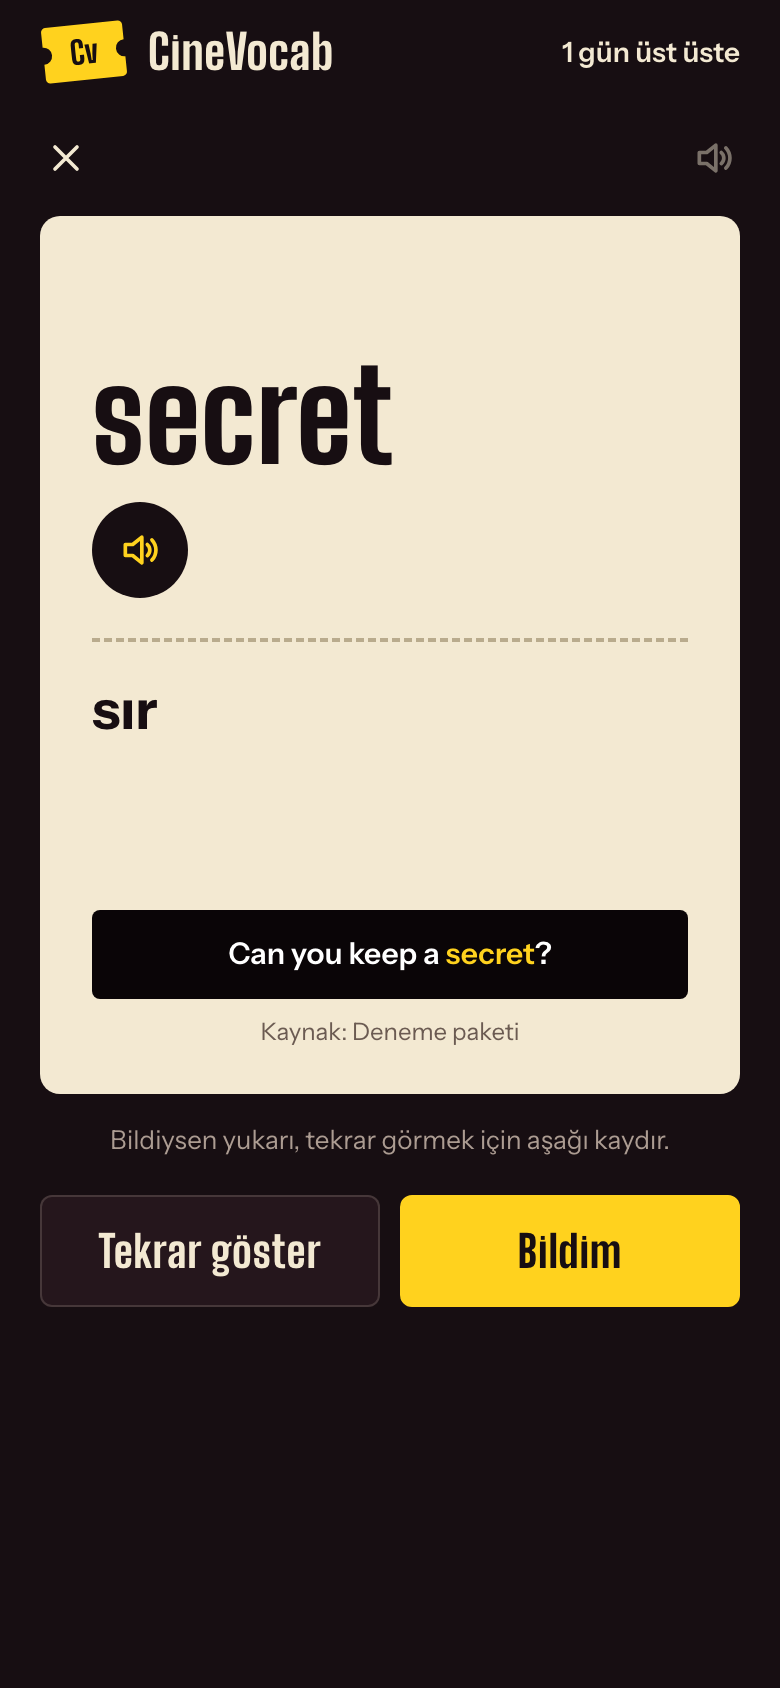 Cv CineVocab
1 gün üst üste
secret
sır
Can you keep a secret?
Kaynak: Deneme paketi
Bildiysen yukarı, tekrar görmek için aşağı kaydır.
Tekrar göster
Bildim